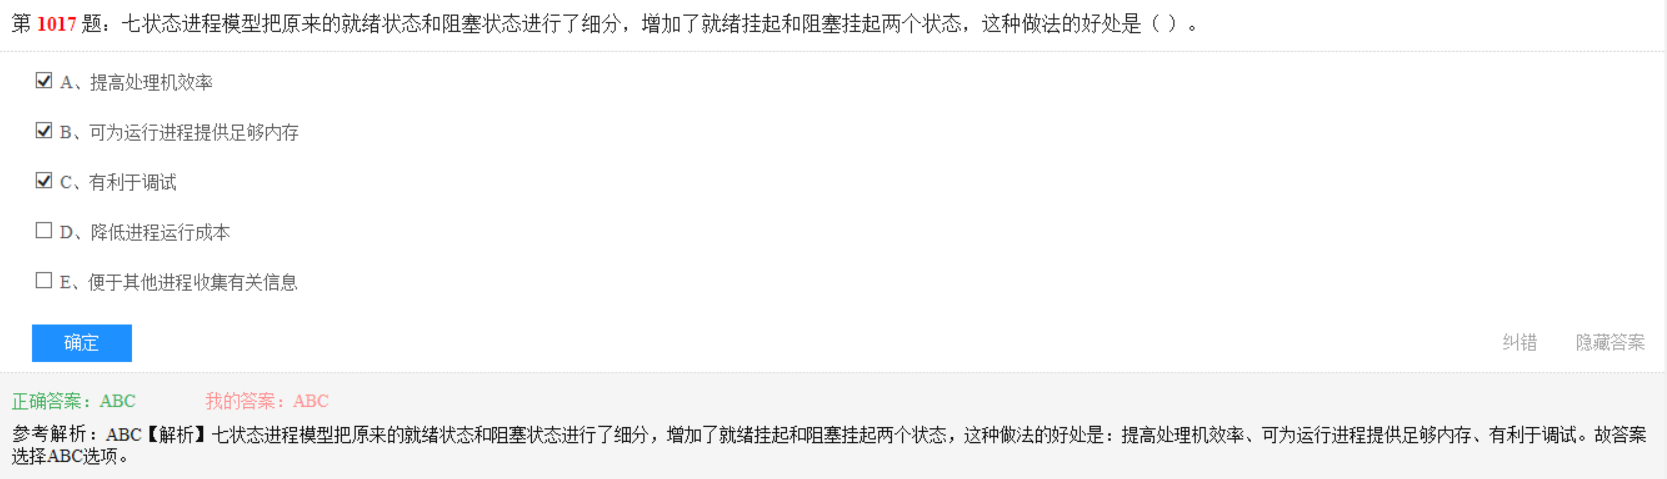 第 1017 题：七状态进程模型把原来的就绪状态和阻塞状态进行了细分，增加了就绪挂起和阻塞挂起两个状态，这种做法的好处是（ ）。
A、提高处理机效率
B、可为运行进程提供足够内存
C、有利于调试
D、降低进程运行成本
E、便于其他进程收集有关信息
确定
纠错 隐藏答案
正确答案：ABC 我的答案：ABC
参考解析：ABC【解析】七状态进程模型把原来的就绪状态和阻塞状态进行了细分，增加了就绪挂起和阻塞挂起两个状态，这种做法的好处是：提高处理机效率、可为运行进程提供足够内存、有利于调试。故答案
选择ABC选项。